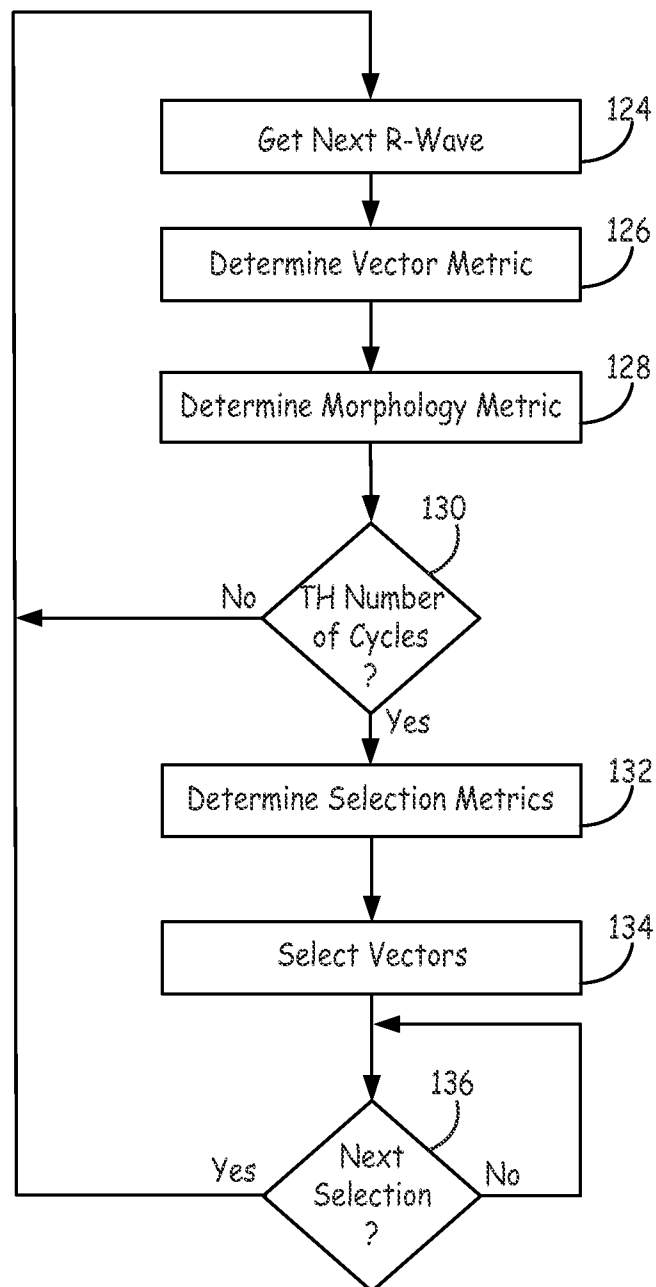 124
Get Next R-Wave
126
Determine Vector Metric
128
Determine Morphology Metric
130
No
TH Number
of Cycles
?
Yes
132
Determine Selection Metrics
134
Select Vectors
136
Yes
Next
Selection
?
No